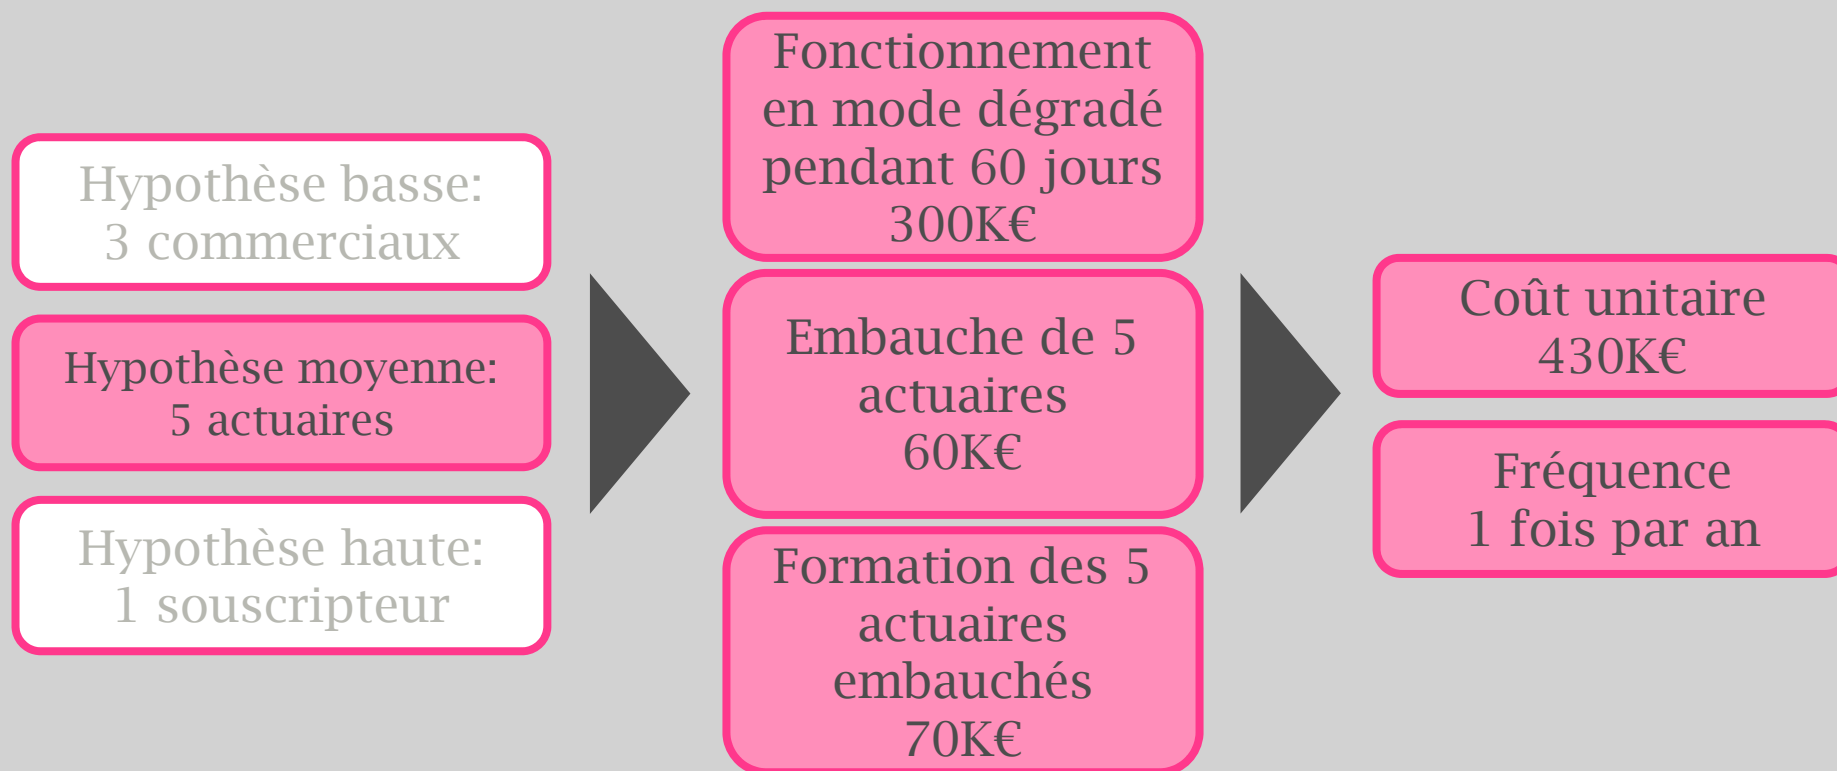 Hypothèse basse:
3 commerciaux
Hypothèse moyenne:
5 actuaires
Hypothèse haute:
1 souscripteur
Fonctionnement
en mode dégradé
pendant 60 jours
300K€
Embauche de 5
actuaires
60K€
Formation des 5
actuaires
embauchés
70K€
Coût unitaire
430K€
Fréquence
1 fois par an